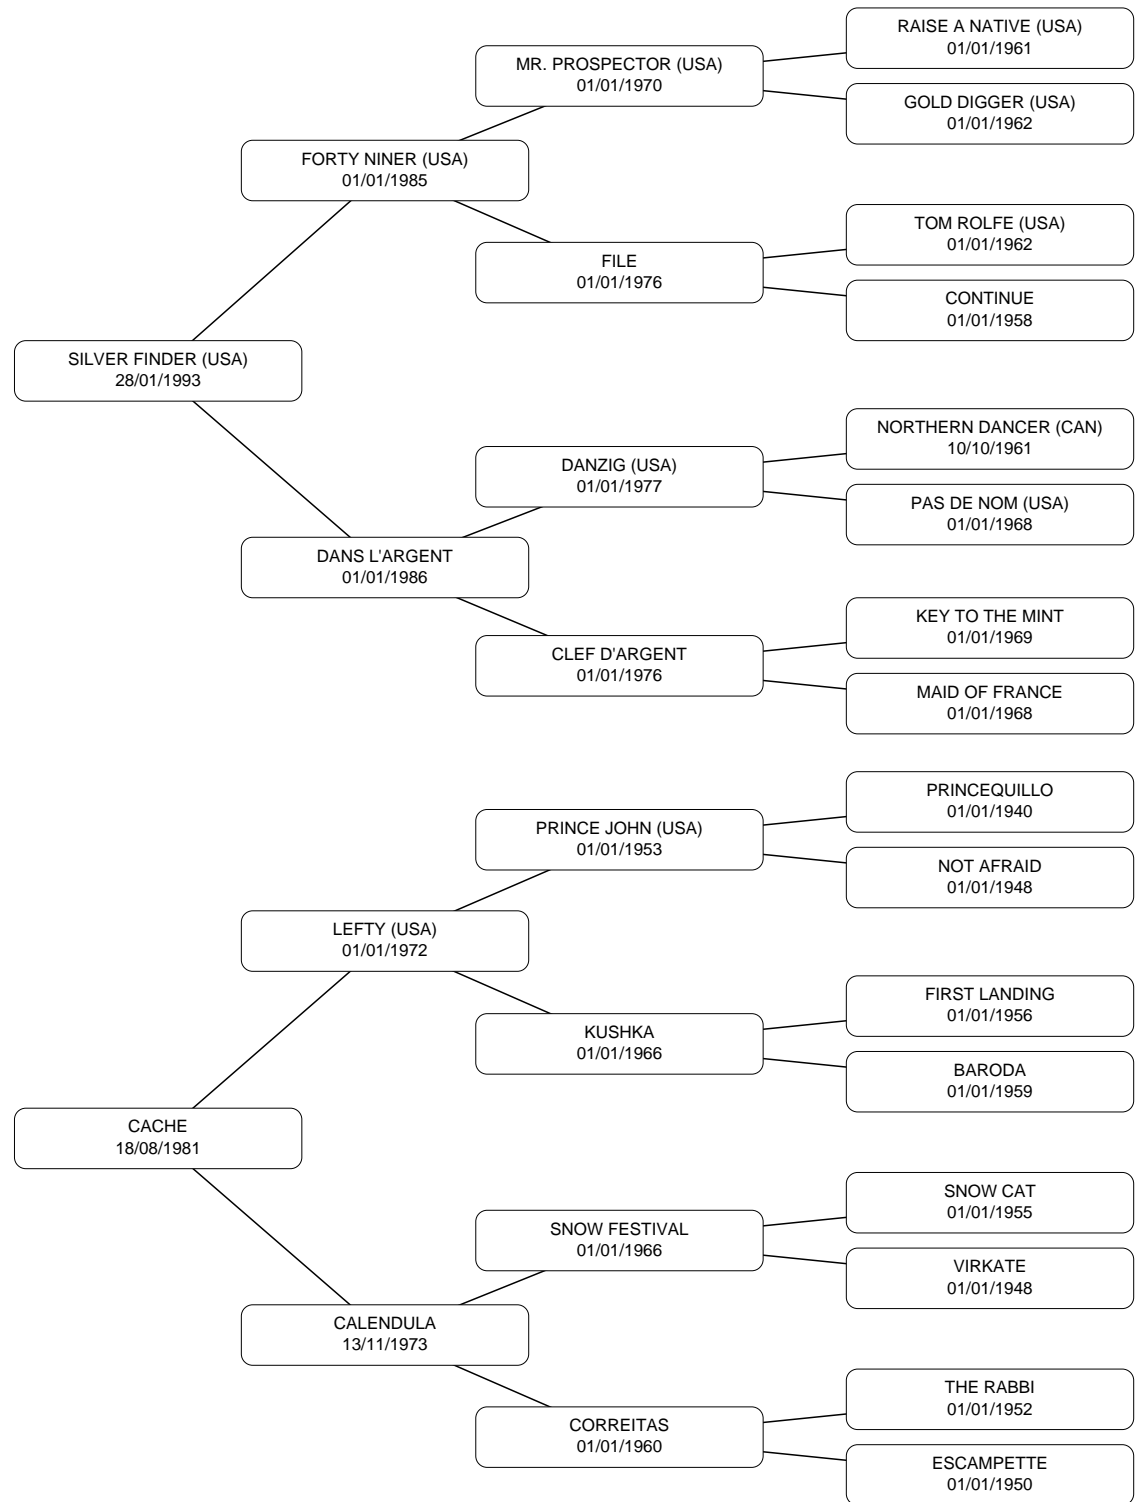 RAISE A NATIVE (USA)
01/01/1961
MR. PROSPECTOR (USA)
01/01/1970
GOLD DIGGER (USA)
01/01/1962
FORTY NINER (USA)
01/01/1985
TOM ROLFE (USA)
01/01/1962
FILE
01/01/1976
CONTINUE
01/01/1958
SILVER FINDER (USA)
28/01/1993
NORTHERN DANCER (CAN)
10/10/1961
DANZIG (USA)
01/01/1977
PAS DE NOM (USA)
01/01/1968
DANS L'ARGENT
01/01/1986
KEY TO THE MINT
01/01/1969
CLEF D'ARGENT
01/01/1976
MAID OF FRANCE
01/01/1968
PRINCEQUILLO
01/01/1940
PRINCE JOHN (USA)
01/01/1953
NOT AFRAID
01/01/1948
LEFTY (USA)
01/01/1972
FIRST LANDING
01/01/1956
KUSHKA
01/01/1966
BARODA
01/01/1959
CACHE
18/08/1981
SNOW CAT
01/01/1955
SNOW FESTIVAL
01/01/1966
VIRKATE
01/01/1948
CALENDULA
13/11/1973
THE RABBI
01/01/1952
CORREITAS
01/01/1960
ESCAMPETTE
01/01/1950